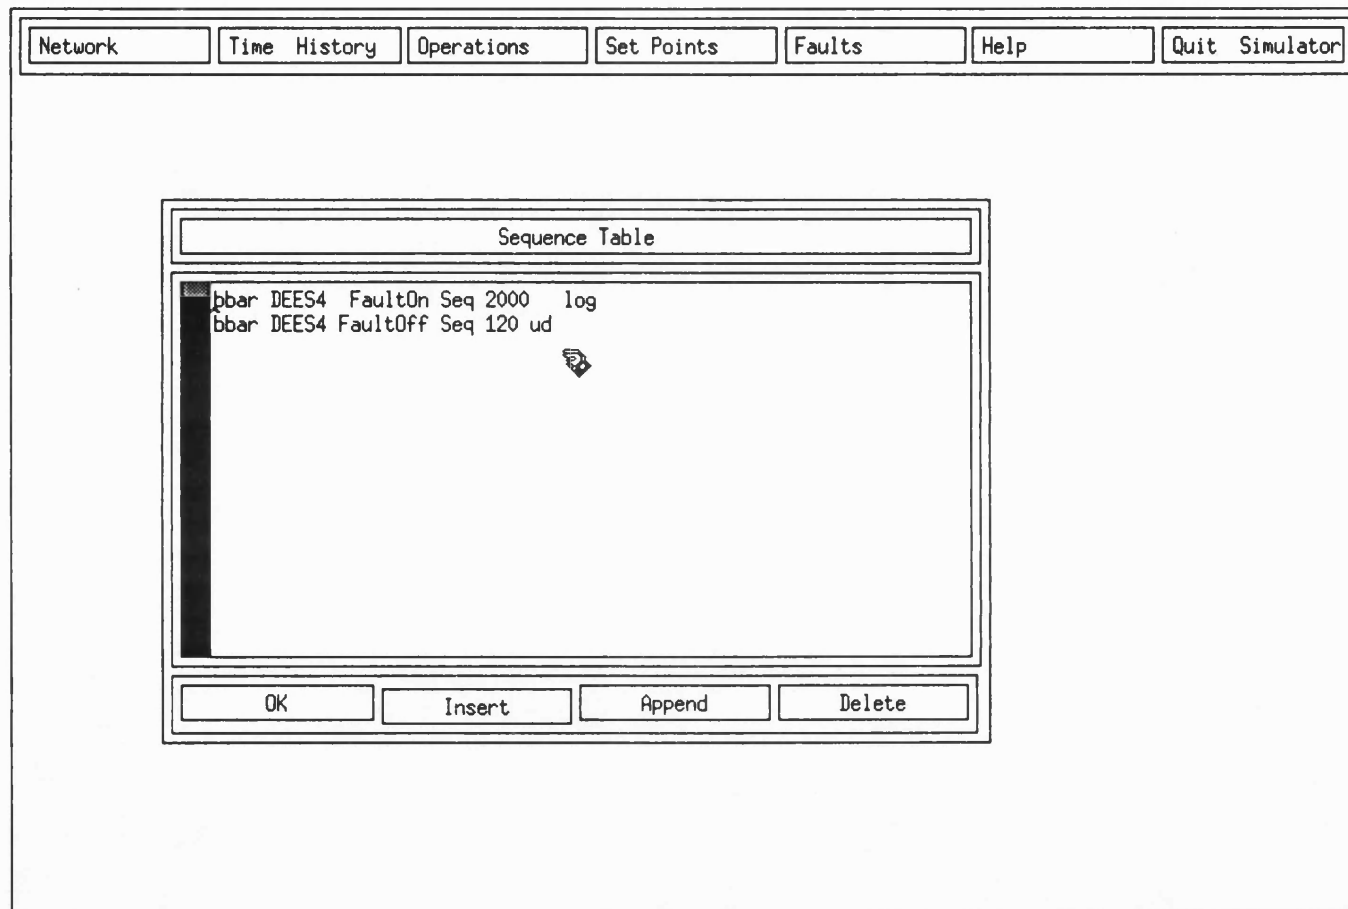 Network Time History Operations Set Points Faults Help Quit Simulator
Sequence Table
bbar DEES4 FaultOn Seq 2000 log
bbar DEES4 FaultOff Seq 120 ud
OK Insert Append Delete